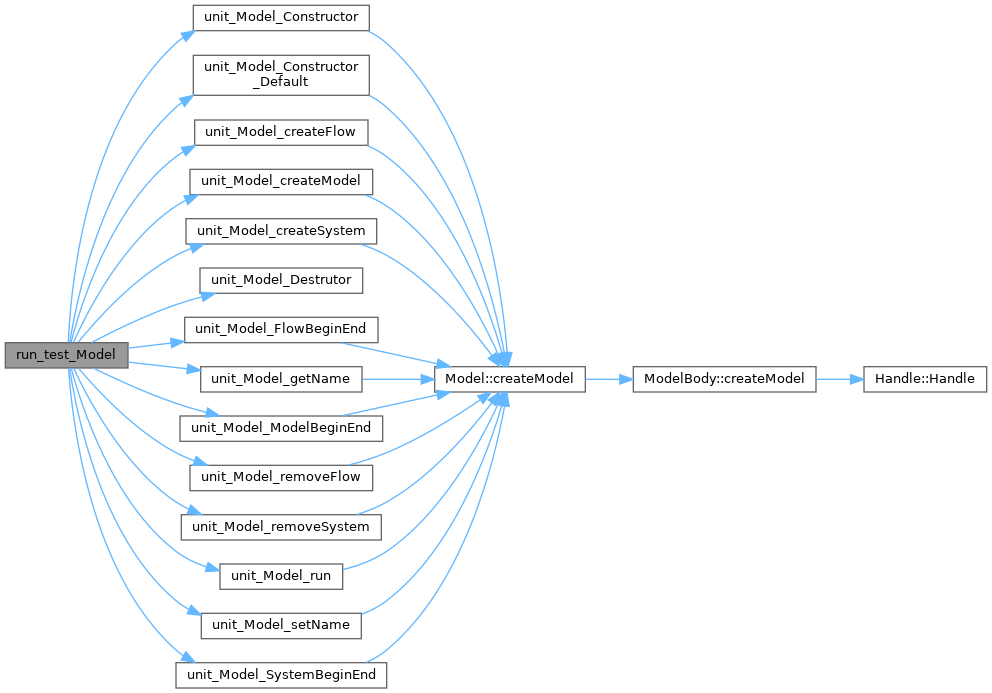 unit_Model_Constructor
unit_Model_Constructor
_Default
unit_Model_createFlow
unit_Model_createModel
unit_Model_createSystem
unit_Model_Destrutor
unit_Model_FlowBeginEnd
run_test_Model
unit_Model_getName
Model::createModel
ModelBody::createModel
Handle::Handle
unit_Model_ModelBeginEnd
unit_Model_removeFlow
unit_Model_removeSystem
unit_Model_run
unit_Model_setName
unit_Model_SystemBeginEnd